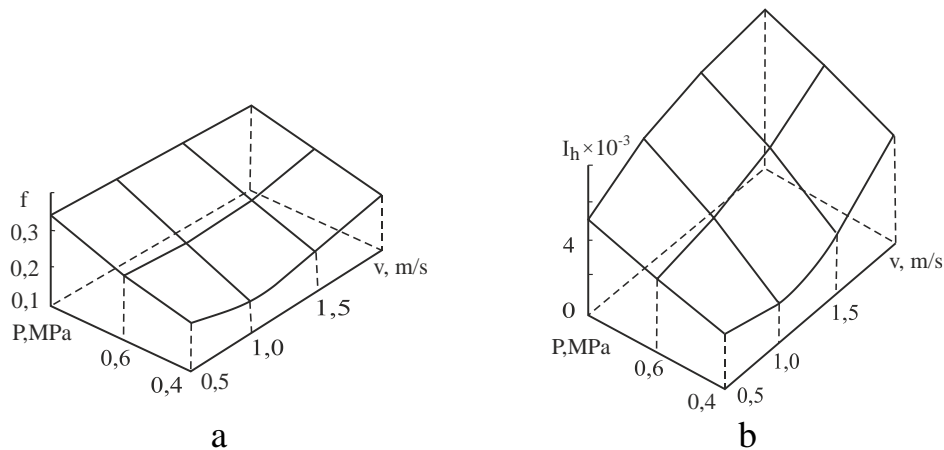 f
0,3
0,2
0,1
P,MPa
0,6
0,4
0,5
1,0
1,5
v, m/s
a
Iₕ×10⁻³
4
0
P,MPa
0,6
0,4
0,5
1,0
1,5
v, m/s
b